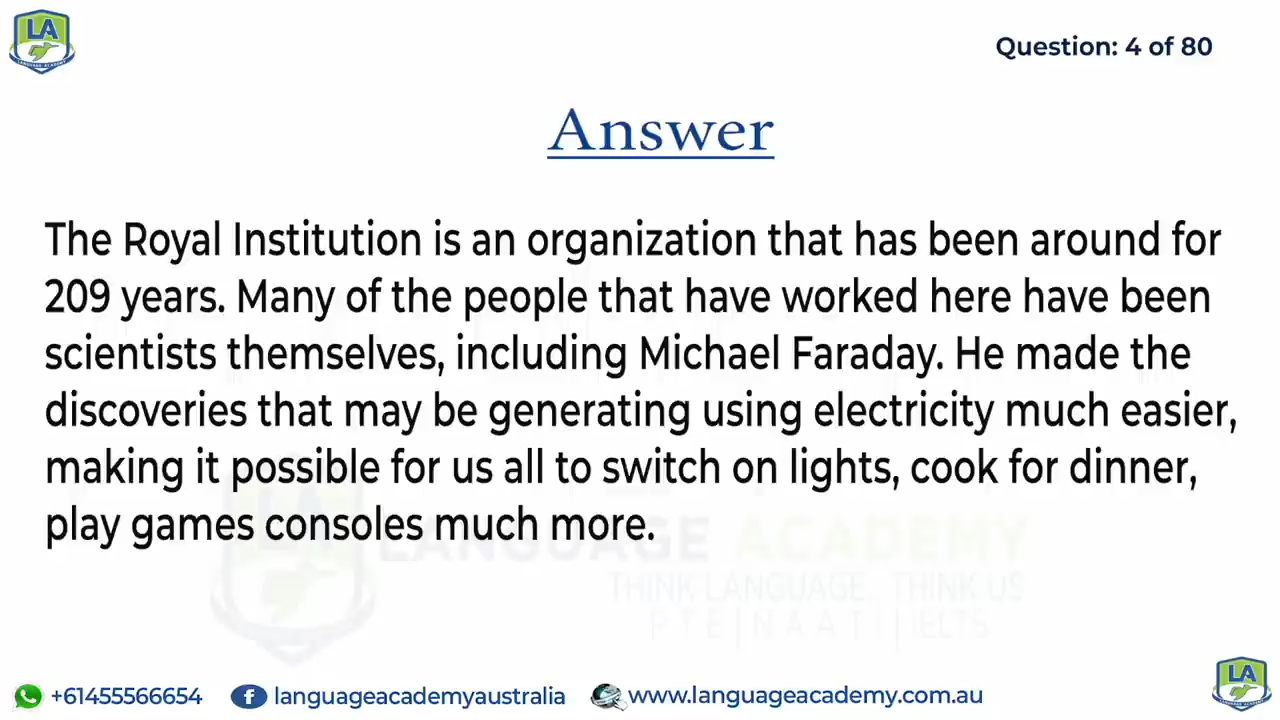 LA
LANGUAGE ACADEMY
Question: 4 of 80
Answer
The Royal Institution is an organization that has been around for
209 years. Many of the people that have worked here have been
scientists themselves, including Michael Faraday. He made the
discoveries that may be generating using electricity much easier,
making it possible for us all to switch on lights, cook for dinner,
play games consoles much more.
LA
LANGUAGE ACADEMY
THINK LANGUAGE, THINK US
PTE | NAATI | IELTS
+61455566654
languageacademyaustralia
www.languageacademy.com.au
LA